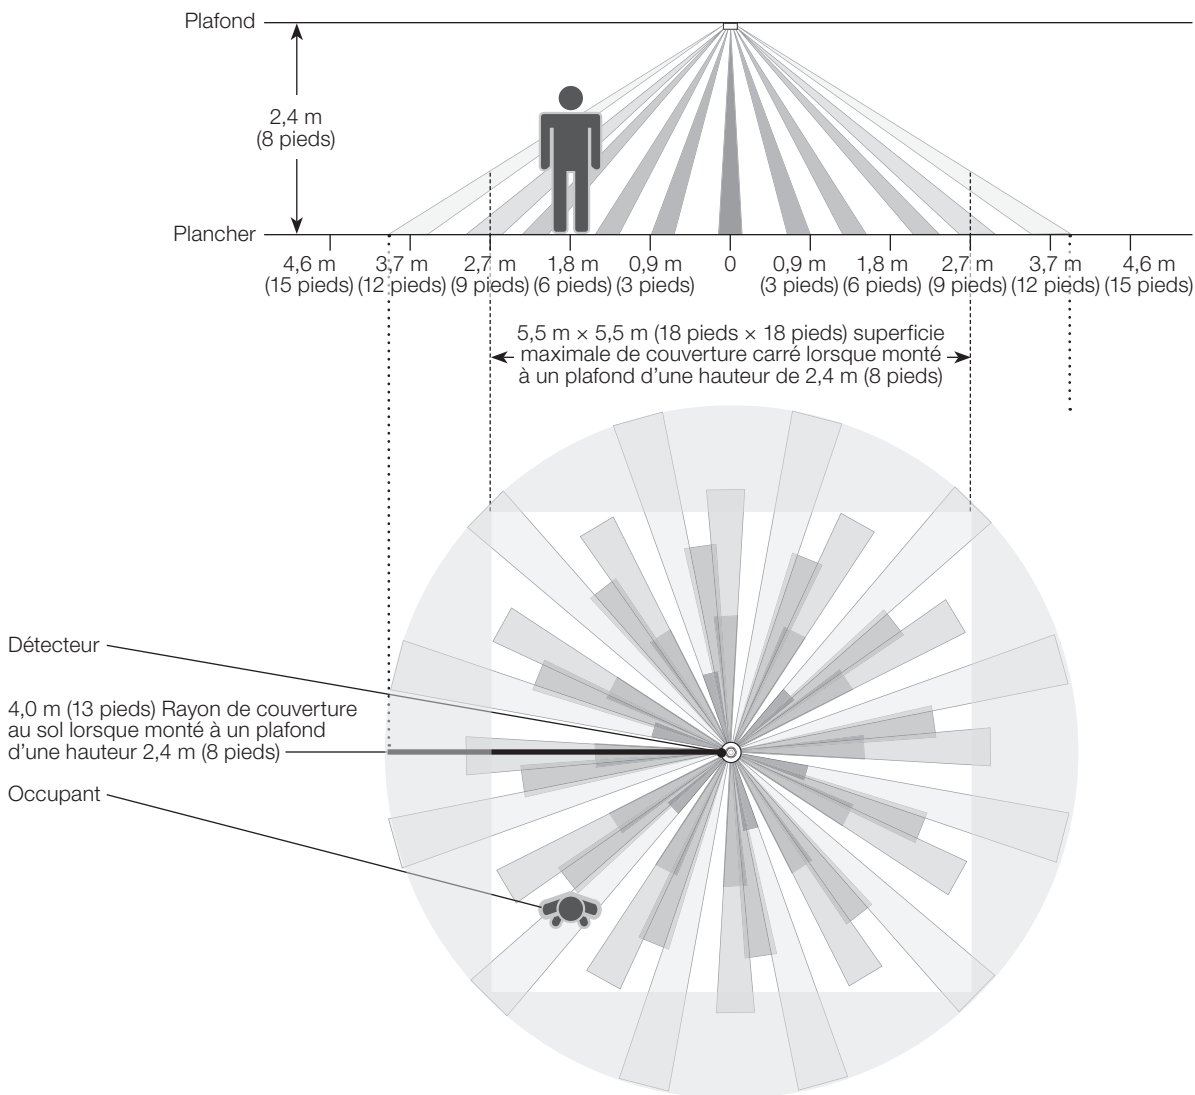 Plafond
2,4 m
(8 pieds)
Plancher
4,6 m 3,7 m 2,7 m 1,8 m 0,9 m 0 0,9 m 1,8 m 2,7 m 3,7 m 4,6 m
(15 pieds) (12 pieds) (9 pieds) (6 pieds) (3 pieds) (3 pieds) (6 pieds) (9 pieds) (12 pieds) (15 pieds)
5,5 m × 5,5 m (18 pieds × 18 pieds) superficie
maximale de couverture carré lorsque monté
à un plafond d’une hauteur de 2,4 m (8 pieds)
Détecteur
4,0 m (13 pieds) Rayon de couverture
au sol lorsque monté à un plafond
d’une hauteur 2,4 m (8 pieds)
Occupant